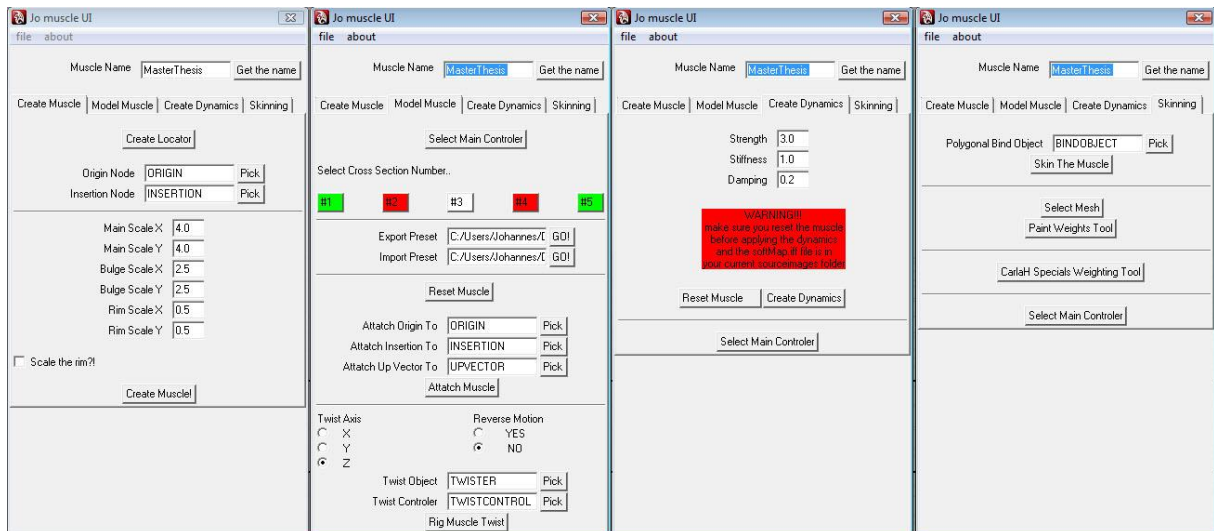 Jo muscle UI
file about
Muscle Name MasterThesis Get the name
Create Muscle Model Muscle Create Dynamics Skinning
Create Locator
Origin Node ORIGIN Pick
Insertion Node INSERTION Pick
Main Scale X 4.0
Main Scale Y 4.0
Bulge Scale X 2.5
Bulge Scale Y 2.5
Rim Scale X 0.5
Rim Scale Y 0.5
Scale the rim?!
Create Muscle!
Jo muscle UI
file about
Muscle Name MasterThesis Get the name
Create Muscle Model Muscle Create Dynamics Skinning
Select Main Controler
Select Cross Section Number..
#1 #2 #3 #4 #5
Export Preset C:/Users/Johannes/D GO!
Import Preset C:/Users/Johannes/D GO!
Reset Muscle
Attatch Origin To ORIGIN Pick
Attatch Insertion To INSERTION Pick
Attatch Up Vector To UPVECTOR Pick
Attatch Muscle
Twist Axis Reverse Motion
X YES
Y NO
Z
Twist Object TWISTER Pick
Twist Controler TWISTCONTROL Pick
Rig Muscle Twist
Jo muscle UI
file about
Muscle Name MasterThesis Get the name
Create Muscle Model Muscle Create Dynamics Skinning
Strength 3.0
Stiffness 1.0
Damping 0.2
WARNING!!!
make sure you reset the muscle
before applying the dynamics
and the softMap.iff file is in
your current sourceimages folder
Reset Muscle Create Dynamics
Select Main Controler
Jo muscle UI
file about
Muscle Name MasterThesis Get the name
Create Muscle Model Muscle Create Dynamics Skinning
Polygonal Bind Object BINDOBJECT Pick
Skin The Muscle
Select Mesh
Paint Weights Tool
CarlaH Specials Weighting Tool
Select Main Controler